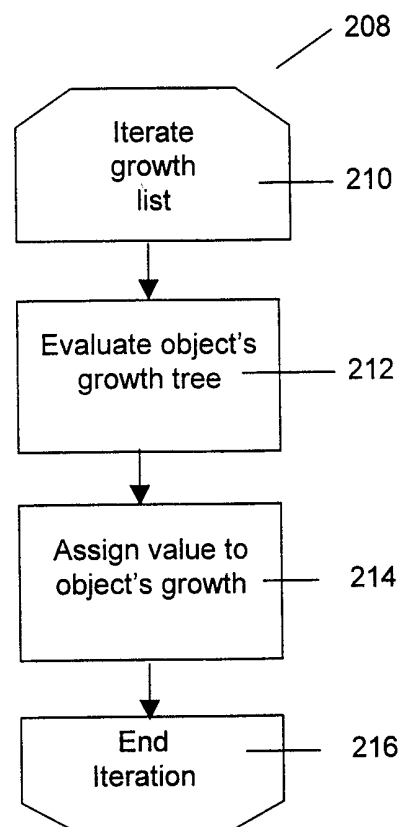 208
Iterate
growth
list
210
Evaluate object's
growth tree
212
Assign value to
object's growth
214
End
Iteration
216